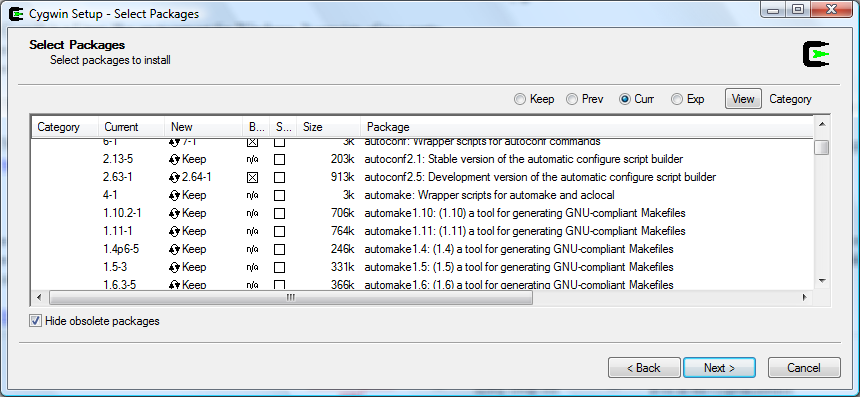 Cygwin Setup - Select Packages
Select Packages
Select packages to install
Keep Prev Curr Exp View Category
Category Current New B... S... Size Package
6-1 7-1 3k autoconf: Wrapper scripts for autoconf commands
2.13-5 Keep n/a 203k autoconf2.1: Stable version of the automatic configure script builder
2.63-1 2.64-1 913k autoconf2.5: Development version of the automatic configure script builder
4-1 Keep n/a 3k automake: Wrapper scripts for automake and aclocal
1.10.2-1 Keep n/a 706k automake1.10: (1.10) a tool for generating GNU-compliant Makefiles
1.11-1 Keep n/a 764k automake1.11: (1.11) a tool for generating GNU-compliant Makefiles
1.4p6-5 Keep n/a 246k automake1.4: (1.4) a tool for generating GNU-compliant Makefiles
1.5-3 Keep n/a 331k automake1.5: (1.5) a tool for generating GNU-compliant Makefiles
1.6.3-5 Keep n/a 366k automake1.6: (1.6) a tool for generating GNU-compliant Makefiles
Hide obsolete packages
< Back Next > Cancel